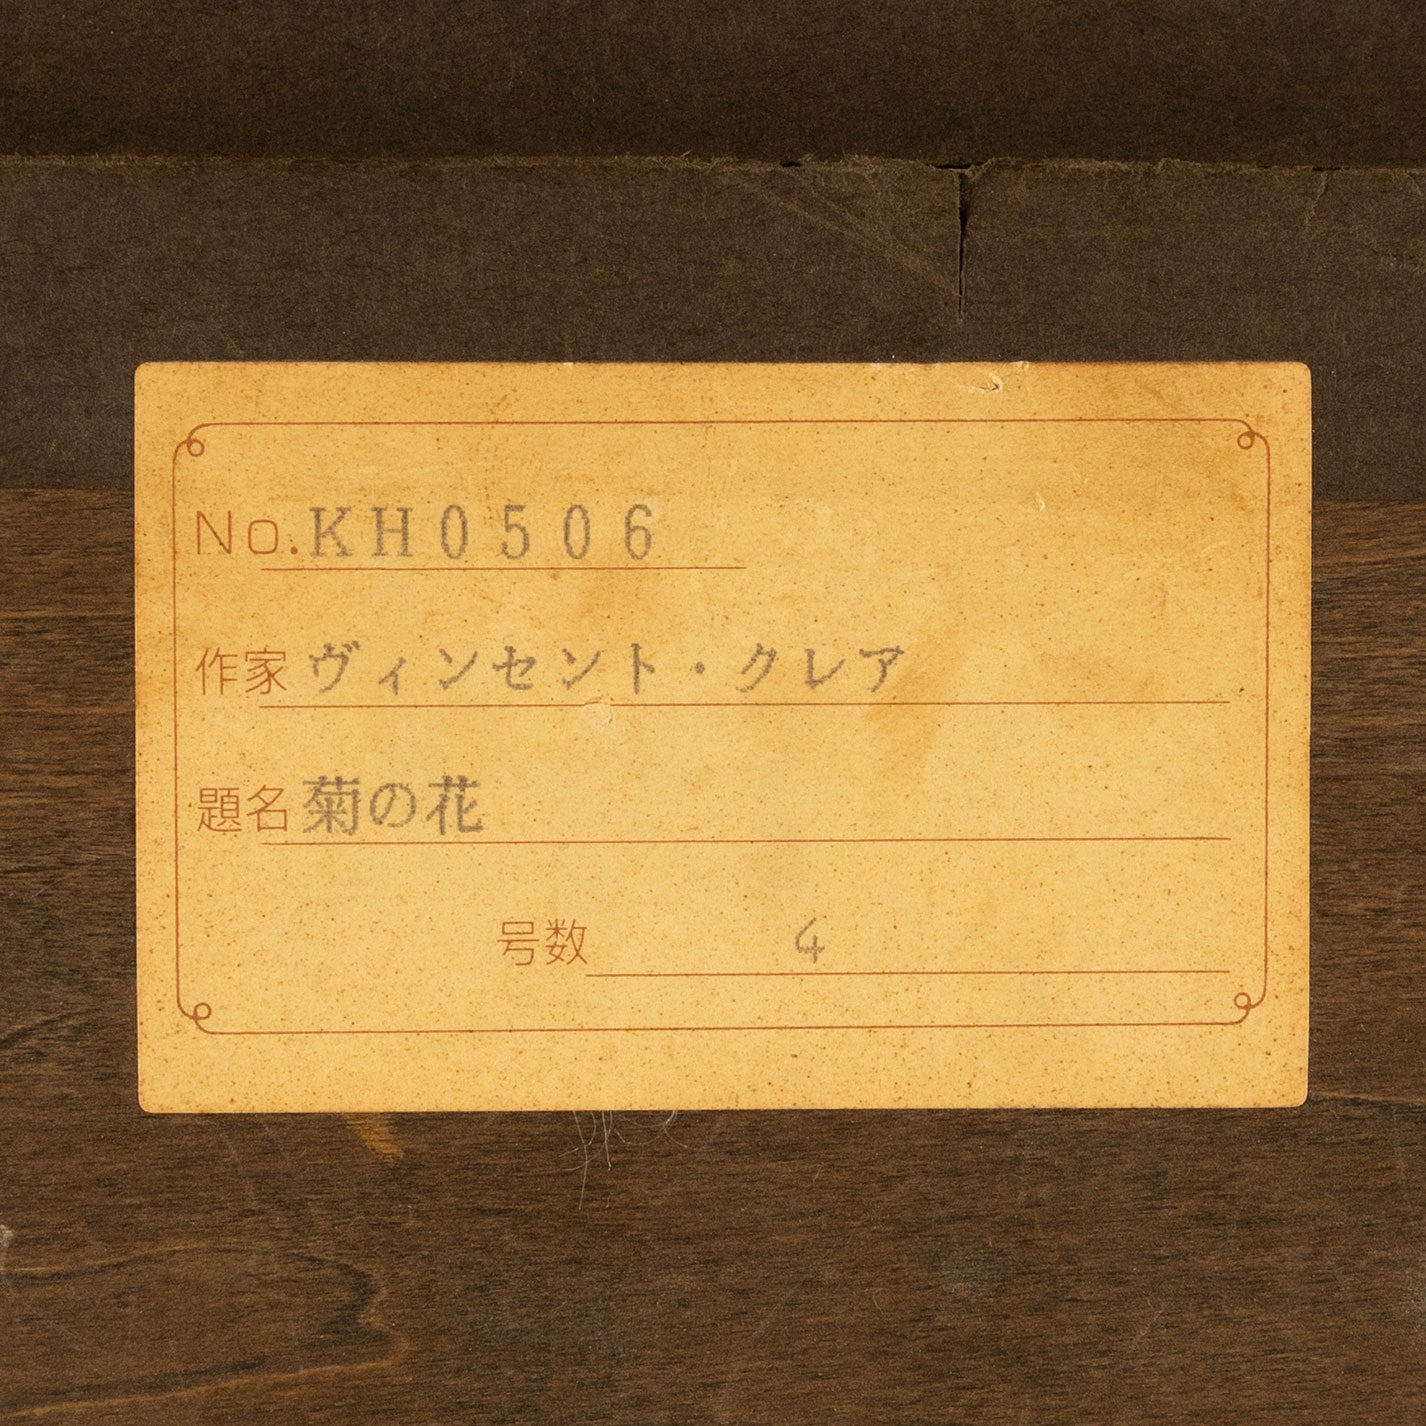 No.KH0506
作家 ヴィンセント・クレア
題名 菊の花
号数 4